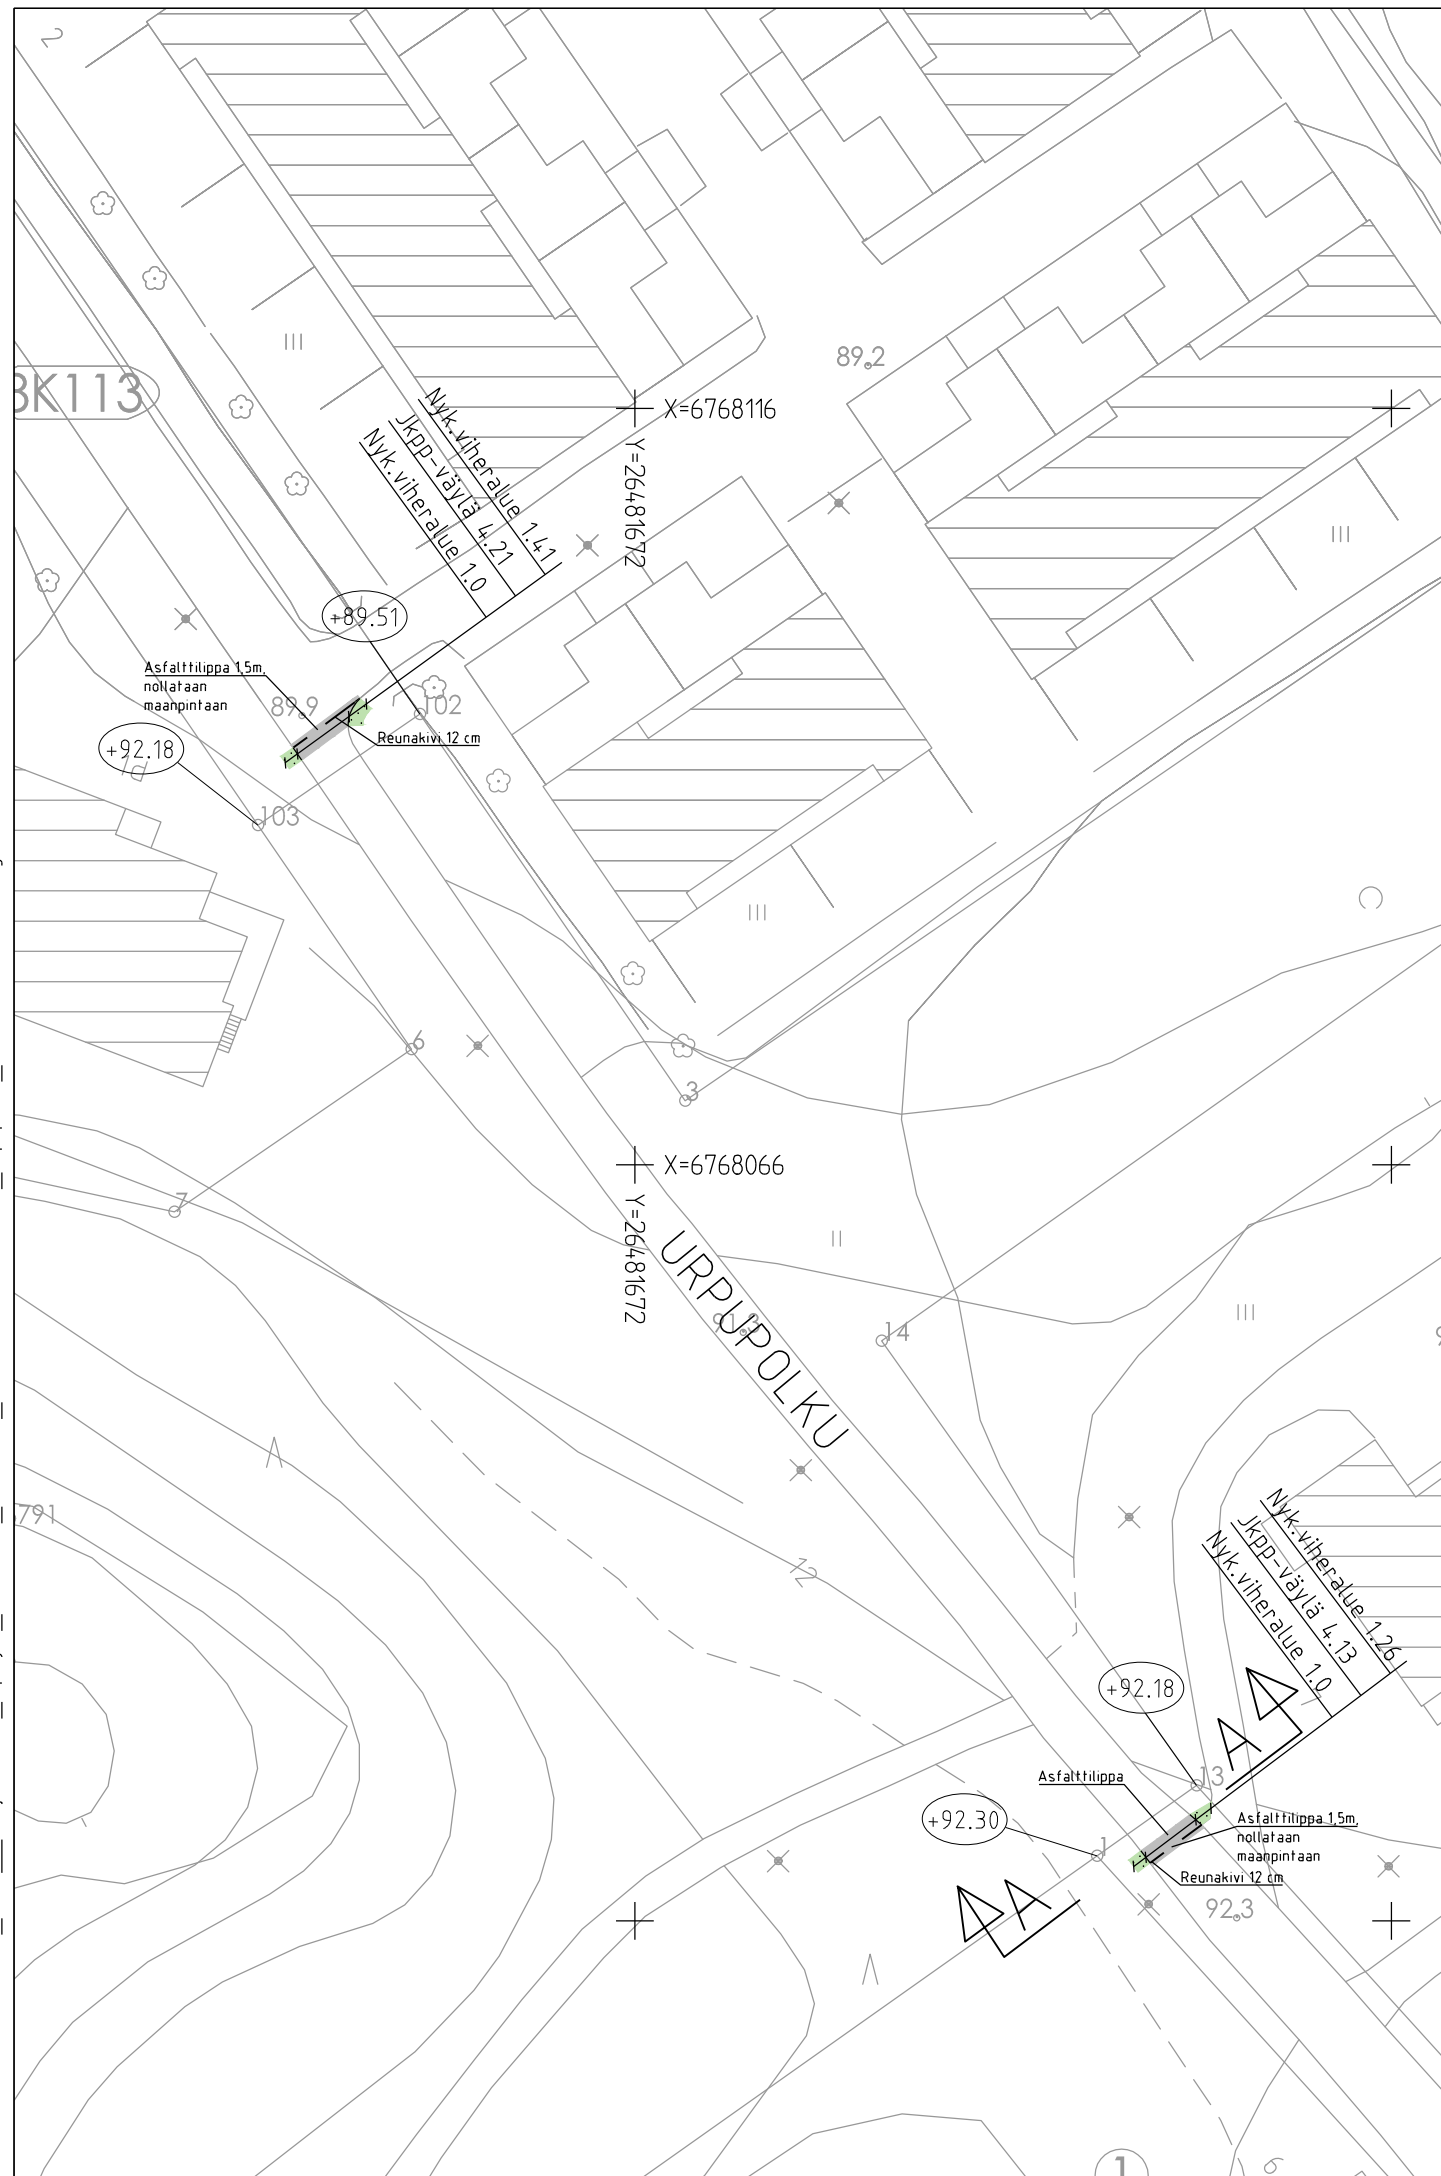 2
III
3K113
89.2
X=6768116
Y=26481672
Nyk.viheralue 1.41
Jkpp-väylä 4.21
Nyk.viheralue 1.0
III
+89.51
Asfalttilippa 1,5m,
nollataan
maanpintaan
89.9
102
Reunakivi 12 cm
+92.18
103
III
6
3
X=6768066
Y=26481672
7
II
URPUPOLKU
91.3
14
III
791
12
Nyk.viheralue 1.26
Jkpp-väylä 4.13
Nyk.viheralue 1.0
+92.18
A
13
Asfalttilippa
+92.30
1
Asfalttilippa 1,5m,
nollataan
maanpintaan
Reunakivi 12 cm
A
92.3
1